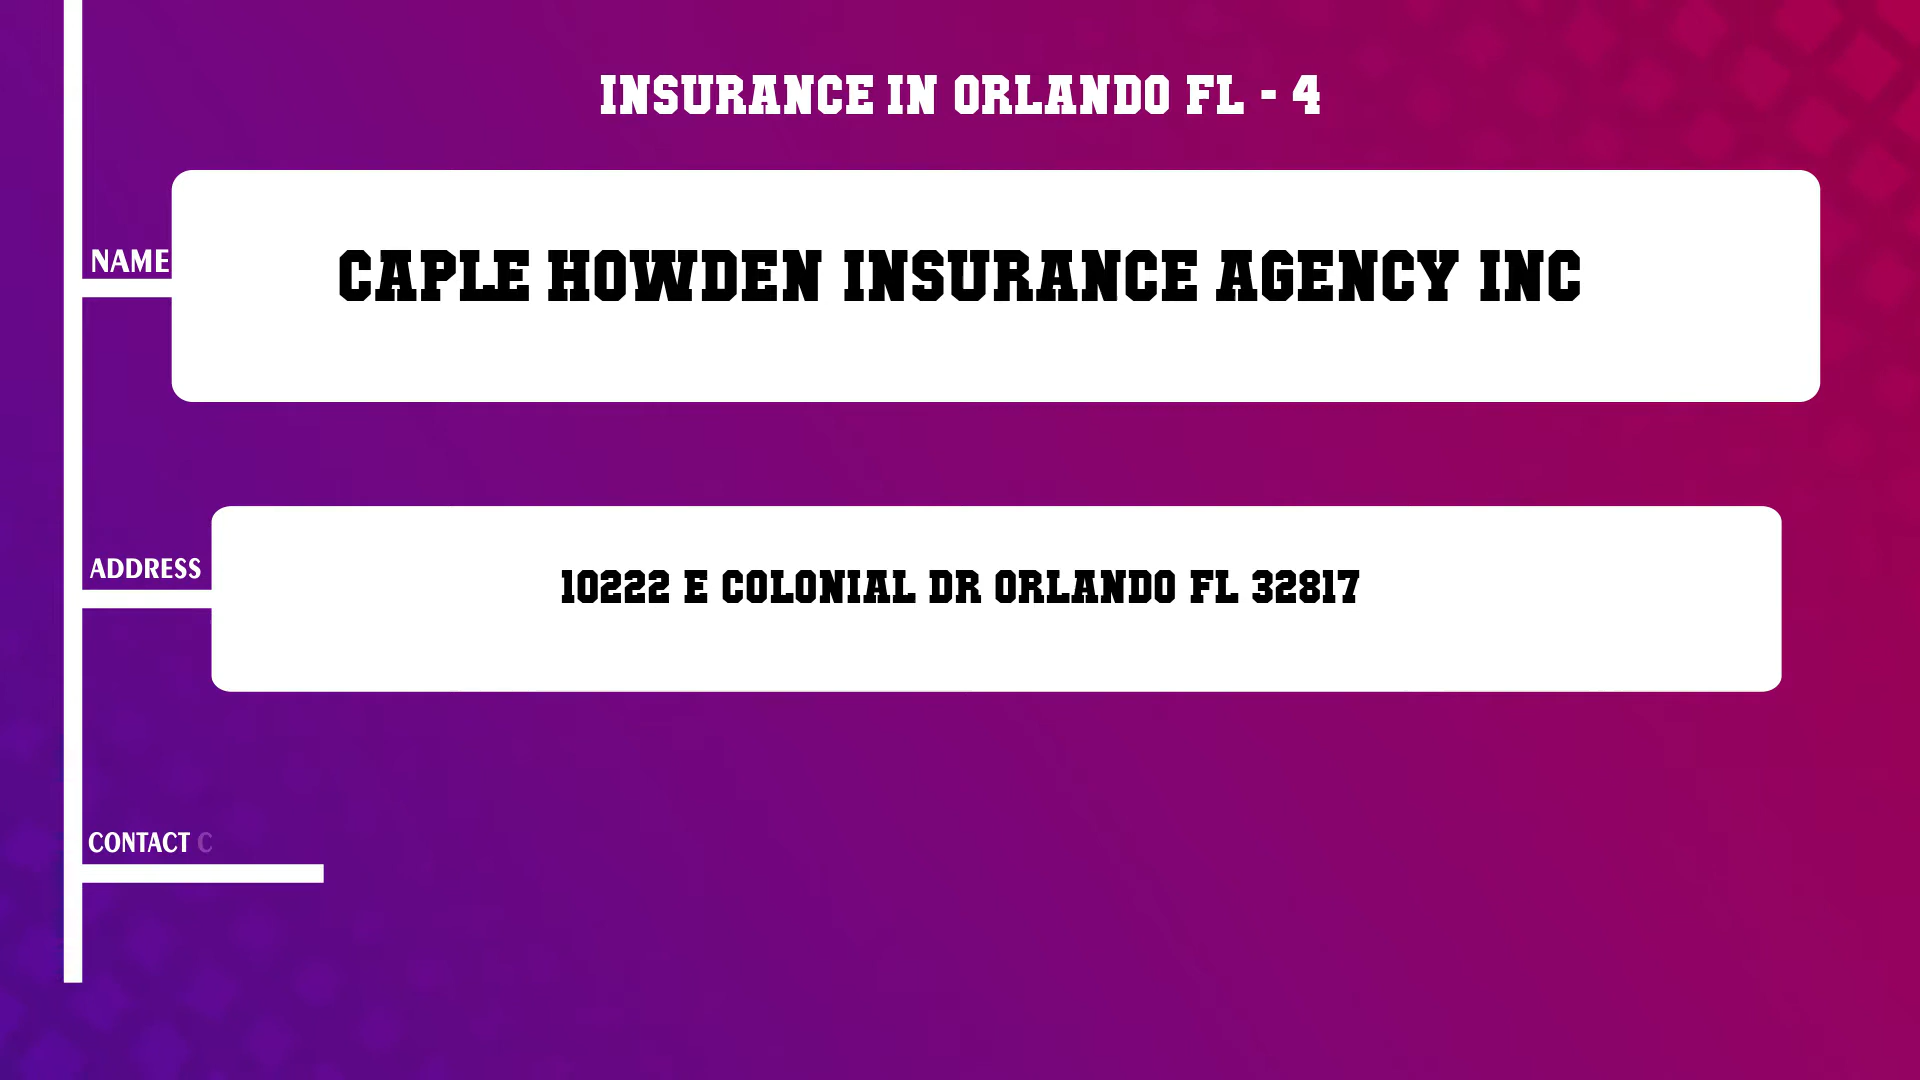 INSURANCE IN ORLANDO FL - 4
NAME
CAPLE HOWDEN INSURANCE AGENCY INC
ADDRESS
10222 E COLONIAL DR ORLANDO FL 32817
CONTACT C